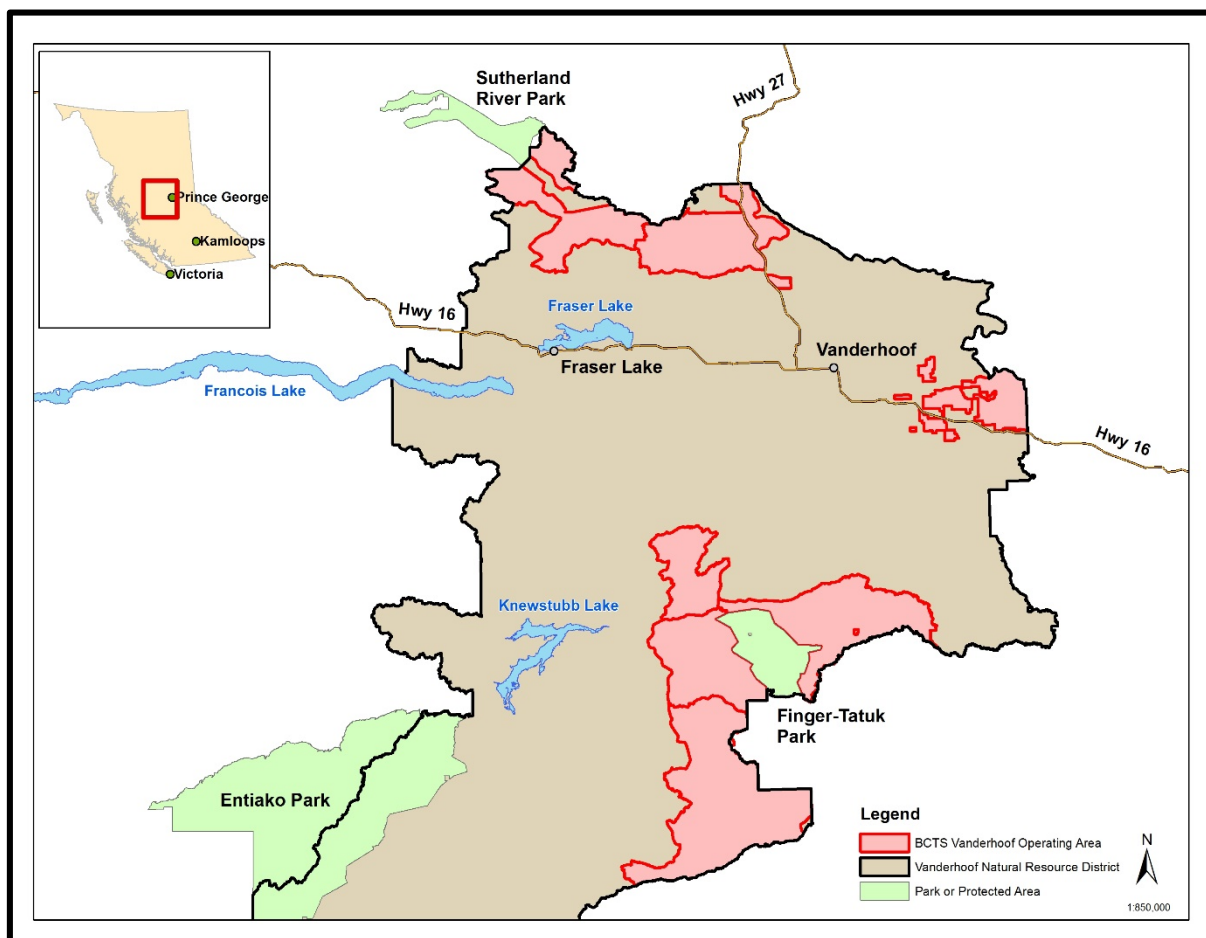 Sutherland
River Park
Hwy 27
Prince George
Kamloops
Victoria
Hwy 16
Fraser Lake
Fraser Lake
Vanderhoof
Francois Lake
Hwy 16
Knewstubb Lake
Finger-Tatuk
Park
Entiako Park
Legend
BCTS Vanderhoof Operating Area
Vanderhoof Natural Resource District
Park or Protected Area
N
1:850,000